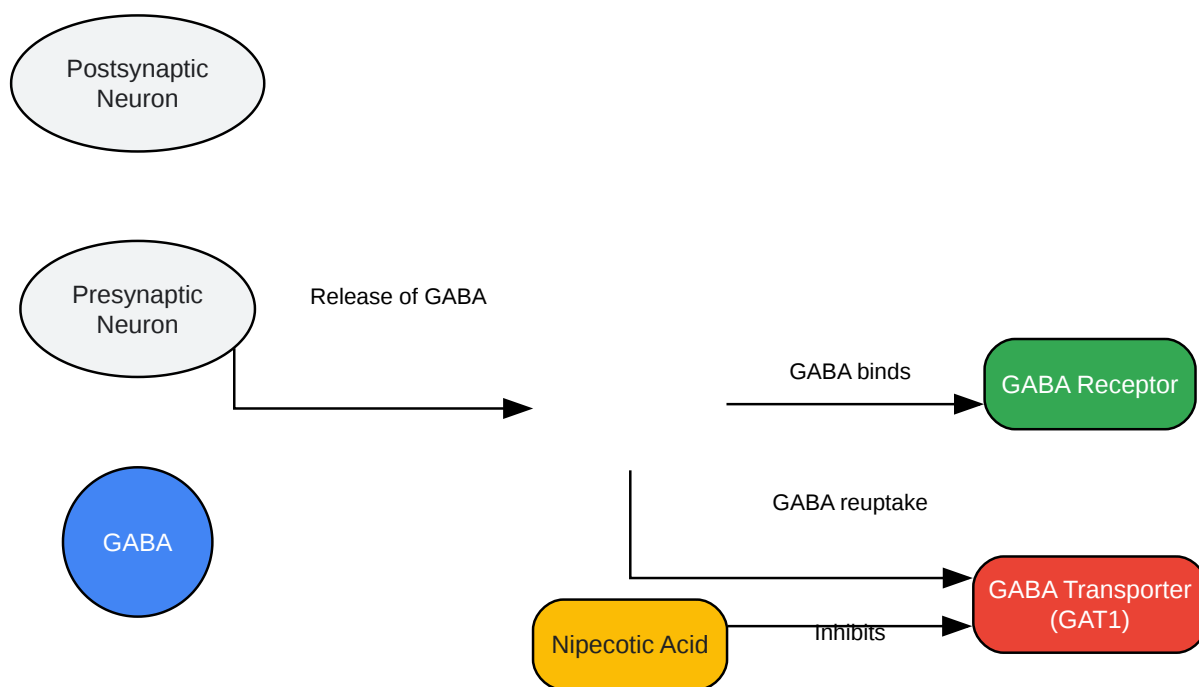 Postsynaptic
Neuron
Presynaptic
Neuron
Release of GABA
GABA binds
GABA Receptor
GABA reuptake
GABA
GABA Transporter
(GAT1)
Inhibits
Nipecotic Acid